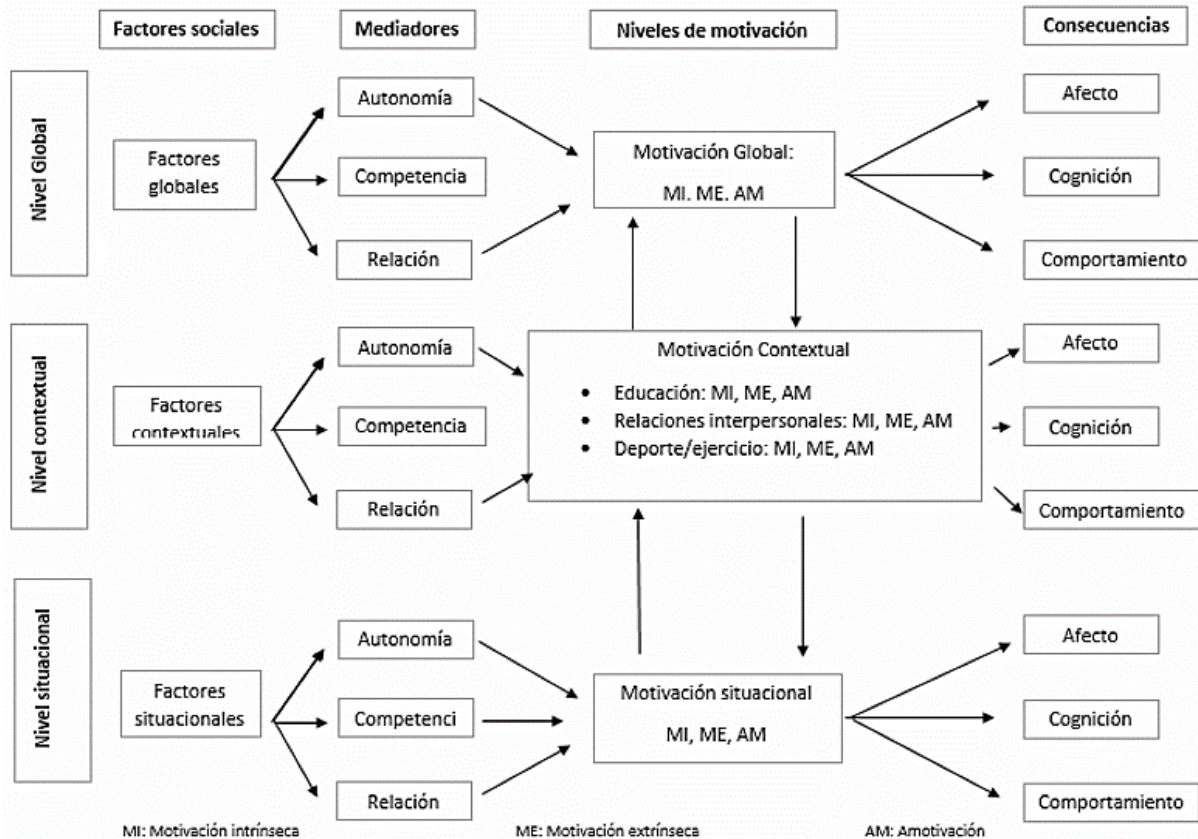 Factores sociales
Mediadores
Niveles de motivación
Consecuencias
Nivel Global
Factores
globales
Autonomía
Competencia
Relación
Motivación Global:
MI. ME. AM
Afecto
Cognición
Comportamiento
Nivel contextual
Factores
contextuales
Autonomía
Competencia
Relación
Motivación Contextual
• Educación: MI, ME, AM
• Relaciones interpersonales: MI, ME, AM
• Deporte/ejercicio: MI, ME, AM
Afecto
Cognición
Comportamiento
Nivel situacional
Factores
situacionales
Autonomía
Competenci
Relación
Motivación situacional
MI, ME, AM
Afecto
Cognición
Comportamiento
MI: Motivación intrínseca
ME: Motivación extrínseca
AM: Amotivación